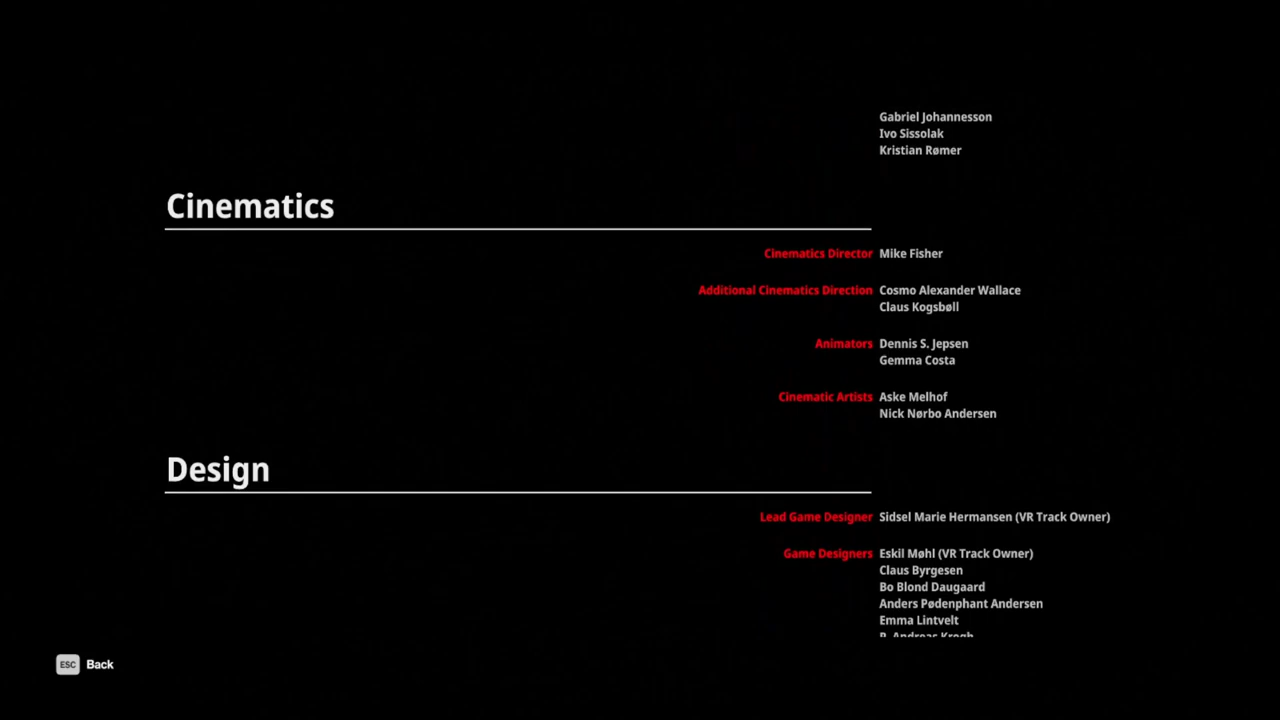 Gabriel Johannesson
Ivo Sissolak
Kristian Rømer
Cinematics
Cinematics Director Mike Fisher
Additional Cinematics Direction Cosmo Alexander Wallace
Claus Kogsbøll
Animators Dennis S. Jepsen
Gemma Costa
Cinematic Artists Aske Melhof
Nick Nørbo Andersen
Design
Lead Game Designer Sidsel Marie Hermansen (VR Track Owner)
Game Designers Eskil Møhl (VR Track Owner)
Claus Byrgesen
Bo Blond Daugaard
Anders Pødenphant Andersen
Emma Lintvelt
Andreas Krogh
ESC Back